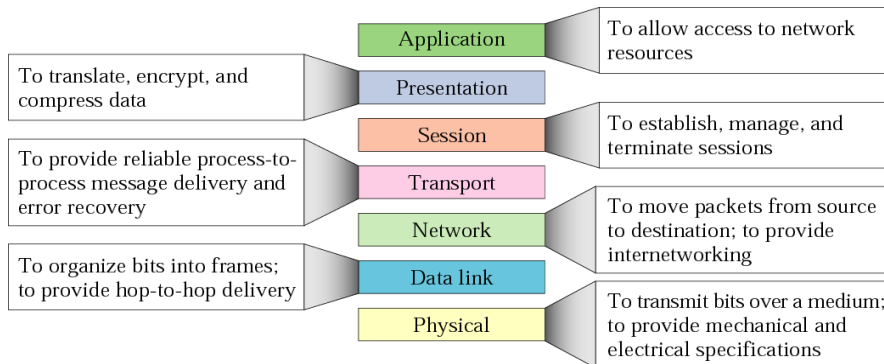 Application
To allow access to network
resources
To translate, encrypt, and
compress data
Presentation
Session
To establish, manage, and
terminate sessions
To provide reliable process-to-
process message delivery and
error recovery
Transport
Network
To move packets from source
to destination; to provide
internetworking
To organize bits into frames;
to provide hop-to-hop delivery
Data link
Physical
To transmit bits over a medium;
to provide mechanical and
electrical specifications